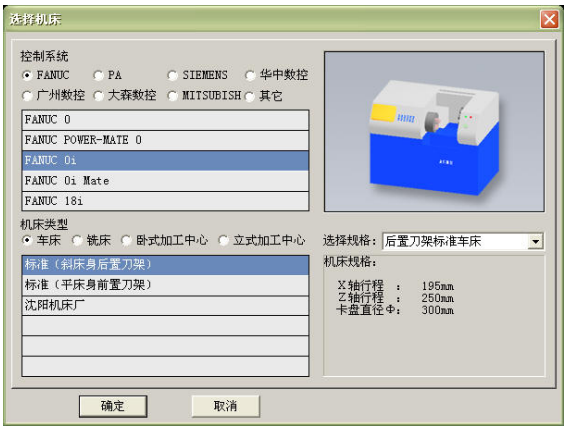 选择机床
控制系统
FANUC PA SIEMENS 华中数控
广州数控 大森数控 MITSUBISH 其它
FANUC 0
FANUC POWER-MATE 0
FANUC 0i
FANUC 0i Mate
FANUC 18i
机床类型
车床 铣床 卧式加工中心 立式加工中心
标准（斜床身后置刀架）
标准（平床身前置刀架）
沈阳机床厂
选择规格: 后置刀架标准车床
机床规格:
X轴行程 : 195mm
Z轴行程 : 250mm
卡盘直径Φ: 300mm
确定 取消